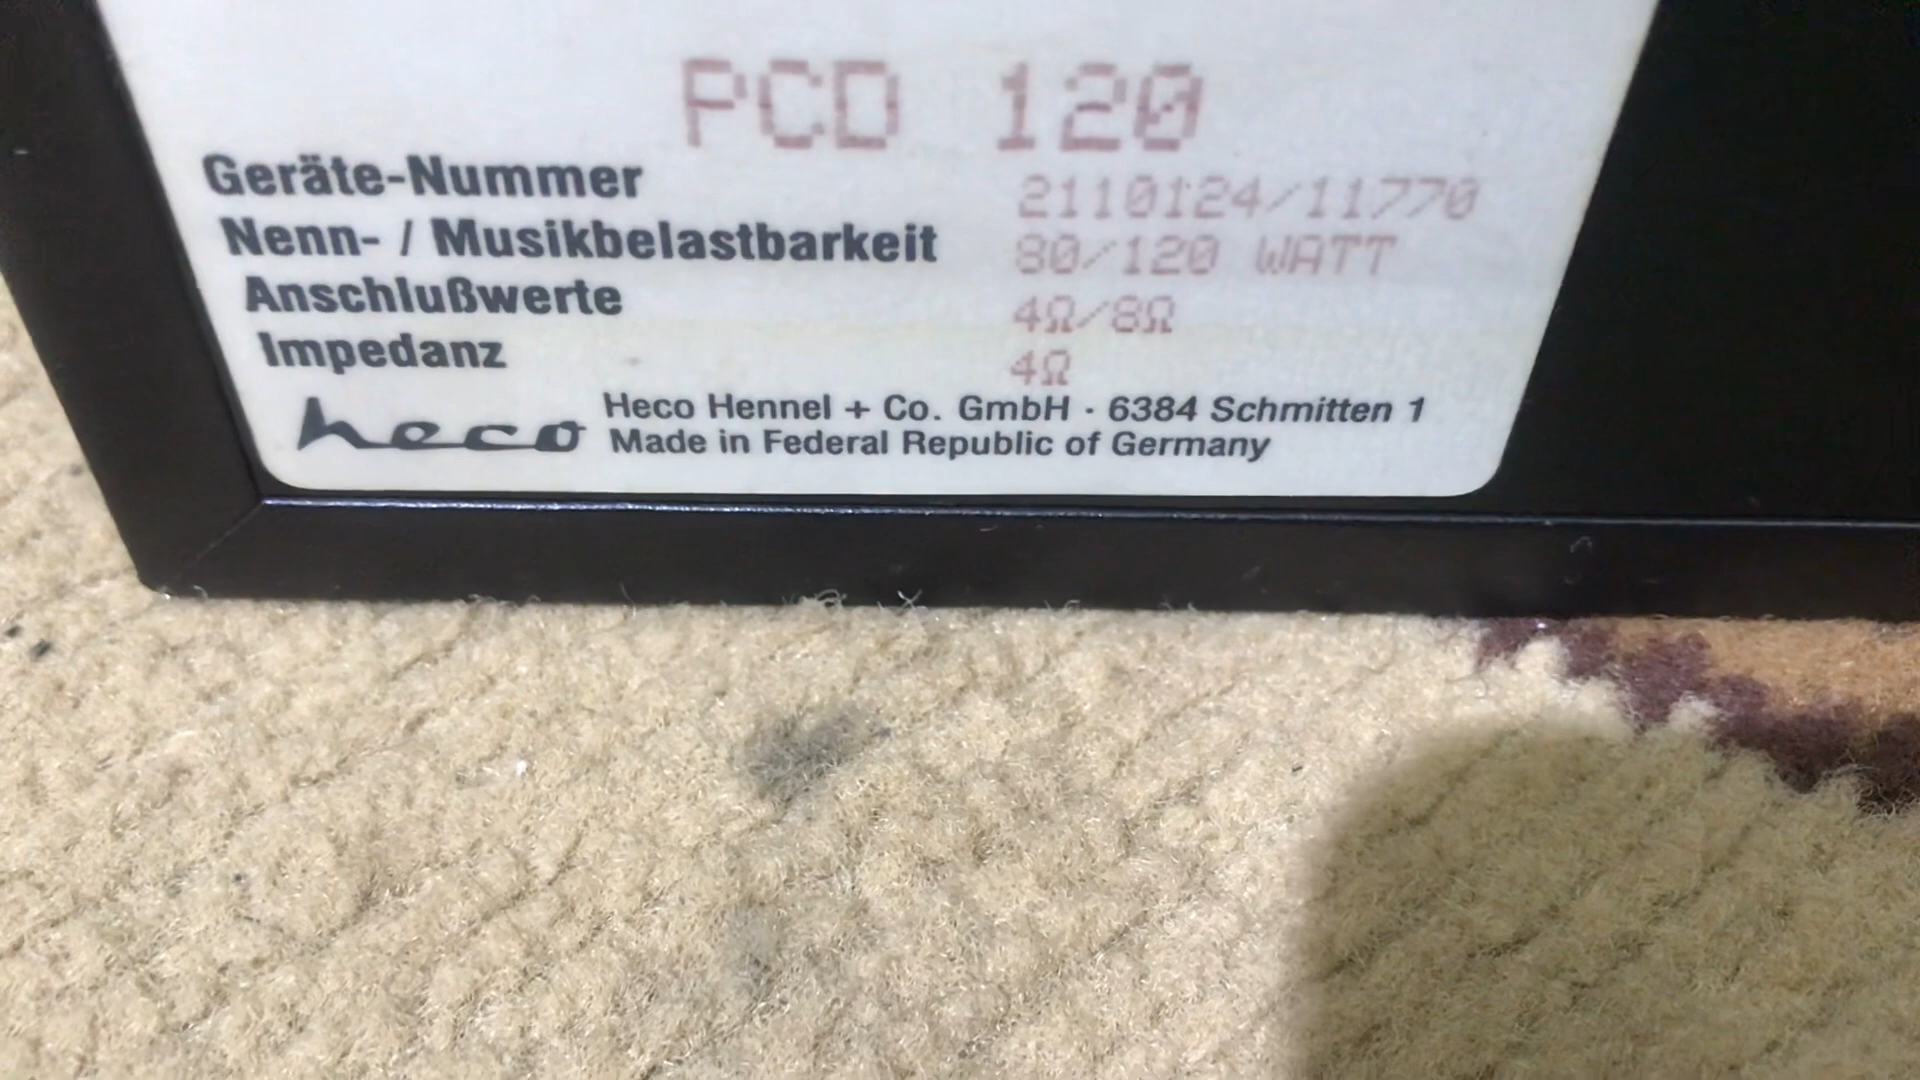 PCD 120
Geräte-Nummer 2110124/11770
Nenn- / Musikbelastbarkeit 80/120 WATT
Anschlußwerte 4Ω/8Ω
Impedanz 4Ω
heco Heco Hennel + Co. GmbH · 6384 Schmitten 1
Made in Federal Republic of Germany